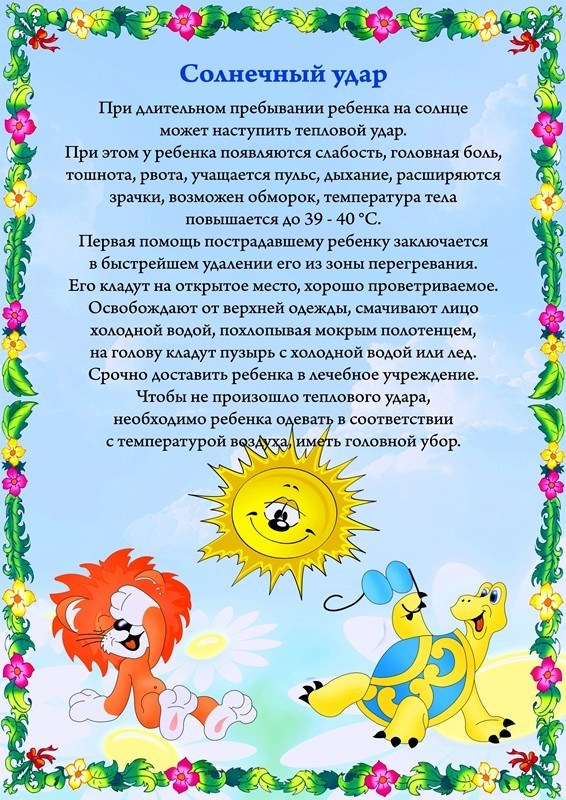 Солнечный удар
При длительном пребывании ребенка на солнце
может наступить тепловой удар.
При этом у ребенка появляются слабость, головная боль,
тошнота, рвота, учащается пульс, дыхание, расширяются
зрачки, возможен обморок, температура тела
повышается до 39 - 40 °C.
Первая помощь пострадавшему ребенку заключается
в быстрейшем удалении его из зоны перегревания.
Его кладут на открытое место, хорошо проветриваемое.
Освобождают от верхней одежды, смачивают лицо
холодной водой, похлопывая мокрым полотенцем,
на голову кладут пузырь с холодной водой или лед.
Срочно доставить ребенка в лечебное учреждение.
Чтобы не произошло теплового удара,
необходимо ребенка одевать в соответствии
с температурой воздуха, иметь головной убор.